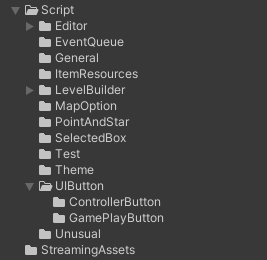 Script
Editor
EventQueue
General
ItemResources
LevelBuilder
MapOption
PointAndStar
SelectedBox
Test
Theme
UIButton
ControllerButton
GamePlayButton
Unusual
StreamingAssets